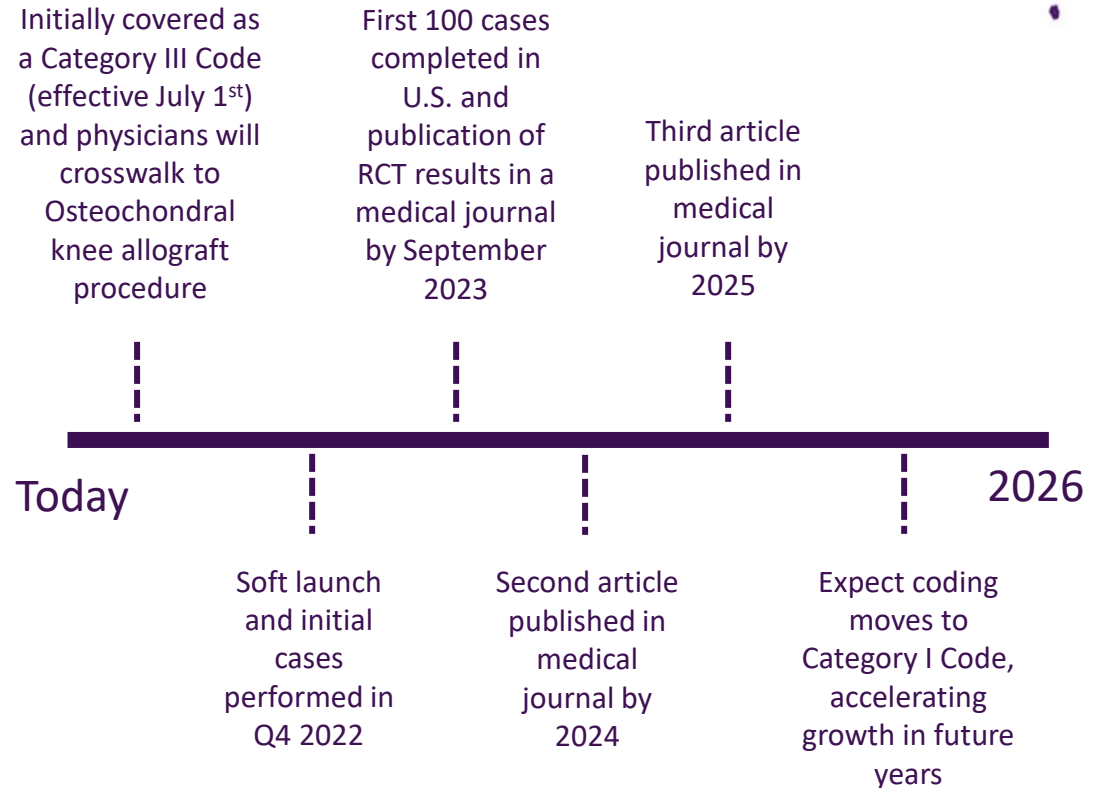 Initially covered as
a Category III Code
(effective July 1st)
and physicians will
crosswalk to
Osteochondral
knee allograft
procedure
First 100 cases
completed in
U.S. and
publication of
RCT results in a
medical journal
by September
2023
Third article
published in
medical
journal by
2025
Today
2026
Soft launch
and initial
cases
performed in
Q4 2022
Second article
published in
medical
journal by
2024
Expect coding
moves to
Category I Code,
accelerating
growth in future
years